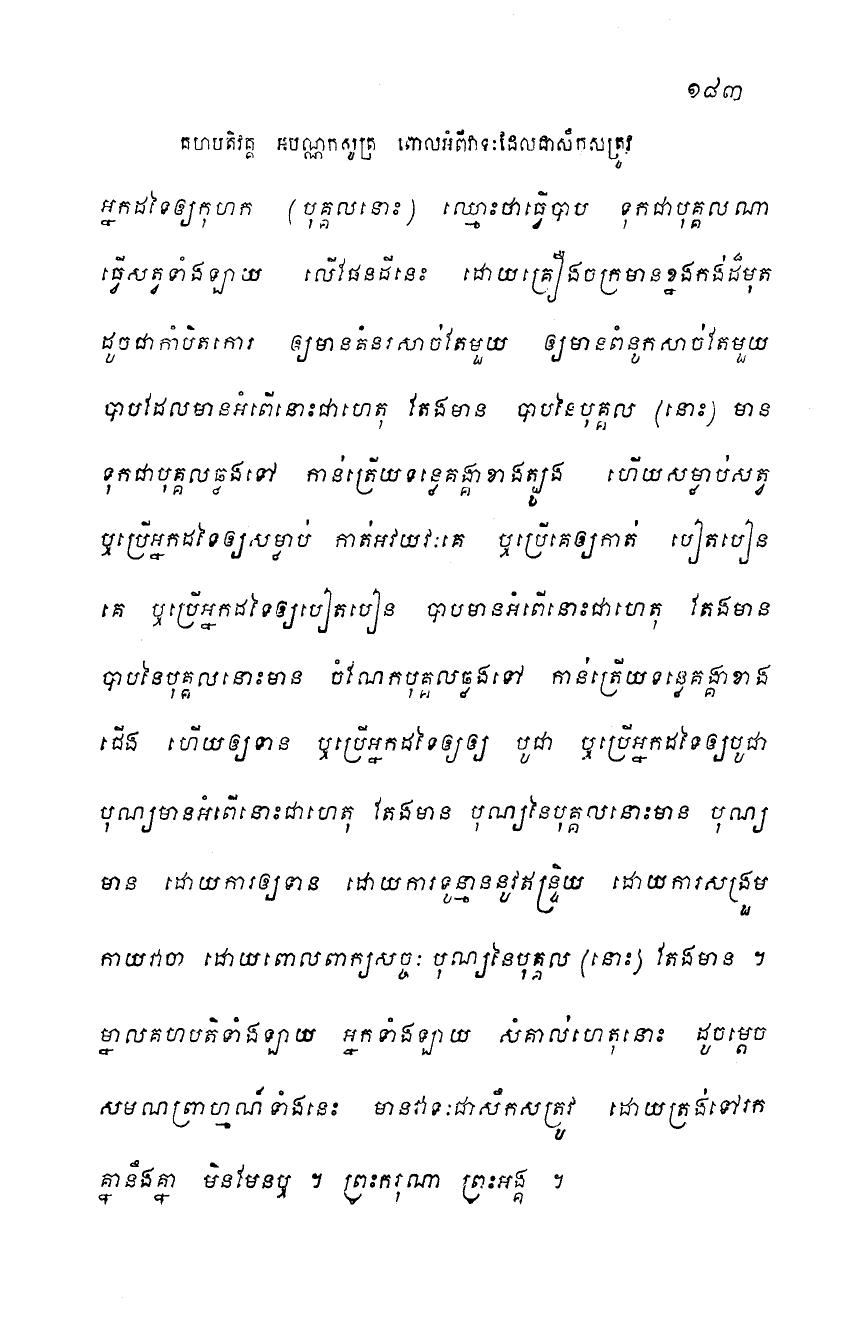 ១៨៣
គហបតិវគ្គ អបណ្ណកសូត្រ ពោលអំពីវាទៈដែលជាសឹកសត្រូវ
អ្នកដទៃឲ្យកុហក (បុគ្គលនោះ) ឈ្មោះថាធ្វើបាប ទុកជាបុគ្គលណា
ធ្វើសត្វទាំងឡាយ លើផែនដីនេះ ដោយគ្រឿងចក្រមានខ្នងកង់ដ៏មុត
ដូចជាកាំបិតកោរ ឲ្យមានគំនរសាច់តែមួយ ឲ្យមានពំនូកសាច់តែមួយ
បាបដែលមានអំពើនោះជាហេតុ តែងមាន បាបនៃបុគ្គល (នោះ) មាន
ទុកជាបុគ្គលឆ្លងទៅ កាន់ត្រើយទន្លេគង្គាខាងត្បូង ហើយសម្លាប់សត្វ
ឬប្រើអ្នកដទៃឲ្យសម្លាប់ កាត់អវយវៈគេ ឬប្រើគេឲ្យកាត់ បៀតបៀន
គេ ឬប្រើអ្នកដទៃឲ្យបៀតបៀន បាបមានអំពើនោះជាហេតុ តែងមាន
បាបនៃបុគ្គលនោះមាន ចំណែកបុគ្គលឆ្លងទៅ កាន់ត្រើយទន្លេគង្គាខាង
ជើង ហើយឲ្យទាន ឬប្រើអ្នកដទៃឲ្យឲ្យ បូជា ឬប្រើអ្នកដទៃឲ្យបូជា
បុណ្យមានអំពើនោះជាហេតុ តែងមាន បុណ្យនៃបុគ្គលនោះមាន បុណ្យ
មាន ដោយការឲ្យទាន ដោយការទូន្មាននូវឥន្ទ្រិយ ដោយការសង្រួម
កាយវាចា ដោយពោលពាក្យសច្ចៈ បុណ្យនៃបុគ្គល (នោះ) តែងមាន ។
ម្នាលគហបតិទាំងឡាយ អ្នកទាំងឡាយ សំគាល់ហេតុនោះ ដូចម្តេច
សមណព្រាហ្មណ៍ទាំងនេះ មានវាទៈជាសឹកសត្រូវ ដោយត្រង់ទៅរក
គ្នានឹងគ្នា មិនមែនឬ ។ ព្រះករុណា ព្រះអង្គ ។